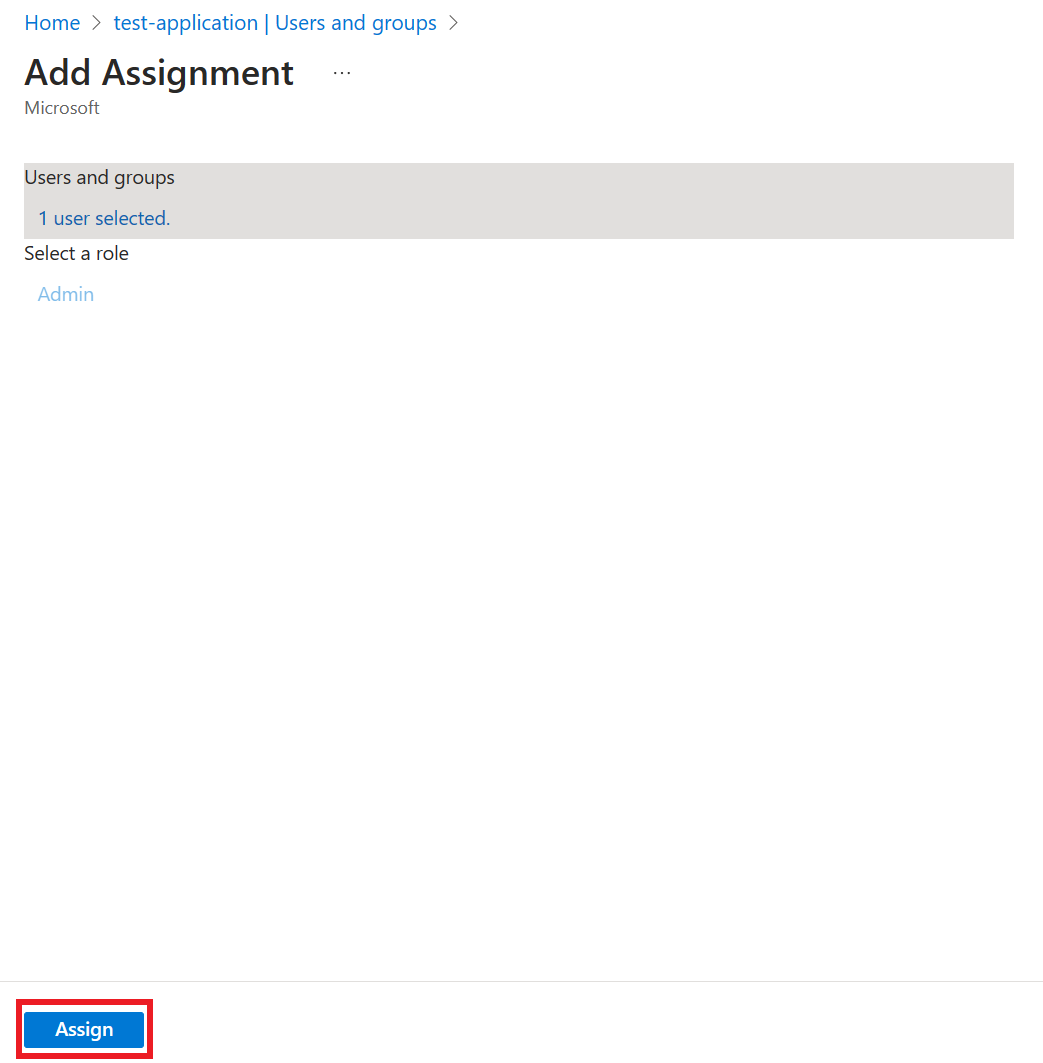 Home > test-application | Users and groups >
Add Assignment ...
Microsoft
Users and groups
1 user selected.
Select a role
Admin
Assign